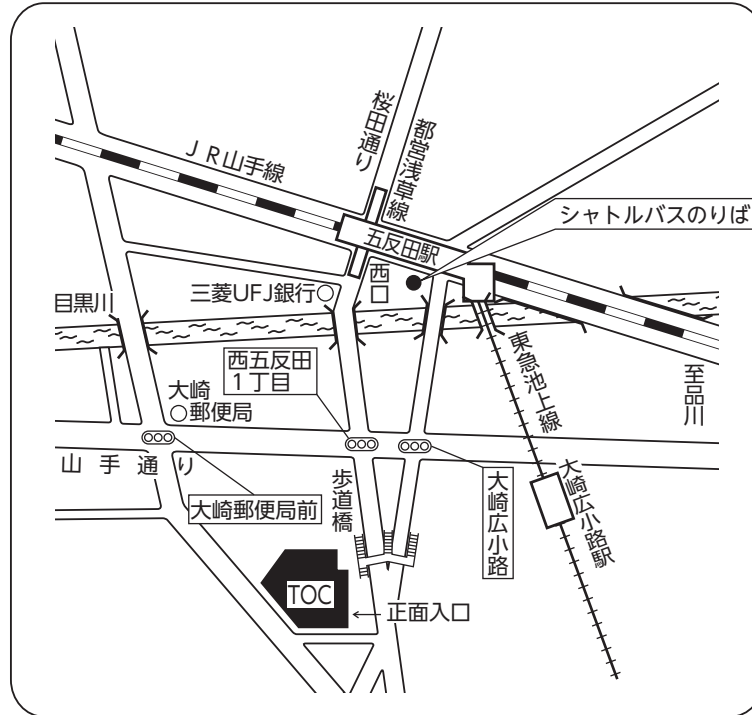 桜田通り
都営浅草線
JR山手線
シャトルバスのりば
五反田駅
西口
目黒川
三菱UFJ銀行
西五反田
1丁目
東急池上線
至品川
大崎
郵便局
山手通り
大崎郵便局前
歩道橋
大崎広小路
大崎広小路駅
TOC
正面入口